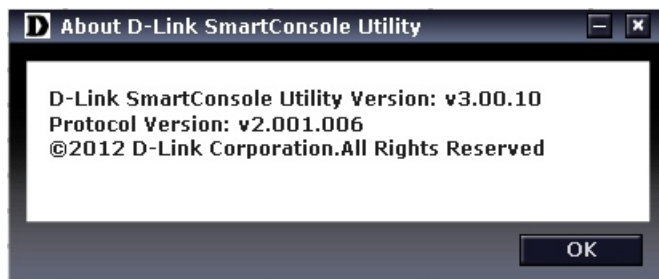 D About D-Link SmartConsole Utility
D-Link SmartConsole Utility Version: v3.00.10
Protocol Version: v2.001.006
©2012 D-Link Corporation.All Rights Reserved
OK